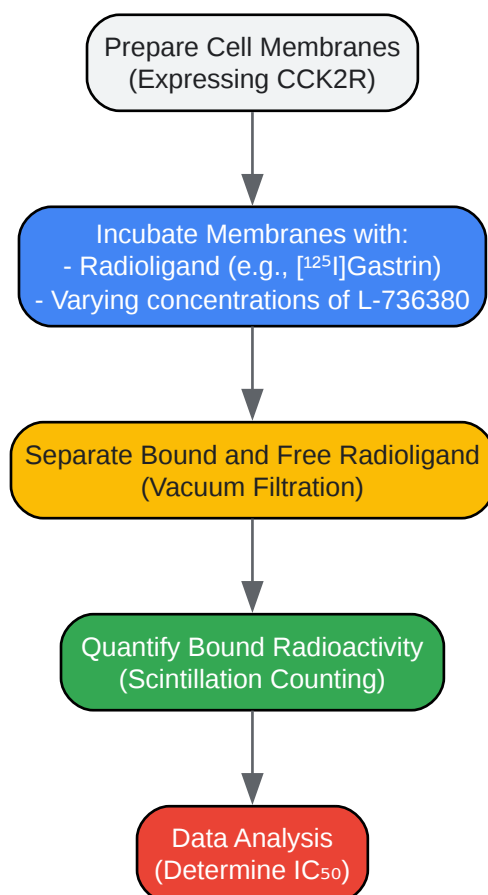 Prepare Cell Membranes
(Expressing CCK2R)
Incubate Membranes with:
- Radioligand (e.g., [¹²⁵I]Gastrin)
- Varying concentrations of L-736380
Separate Bound and Free Radioligand
(Vacuum Filtration)
Quantify Bound Radioactivity
(Scintillation Counting)
Data Analysis
(Determine IC₅₀)